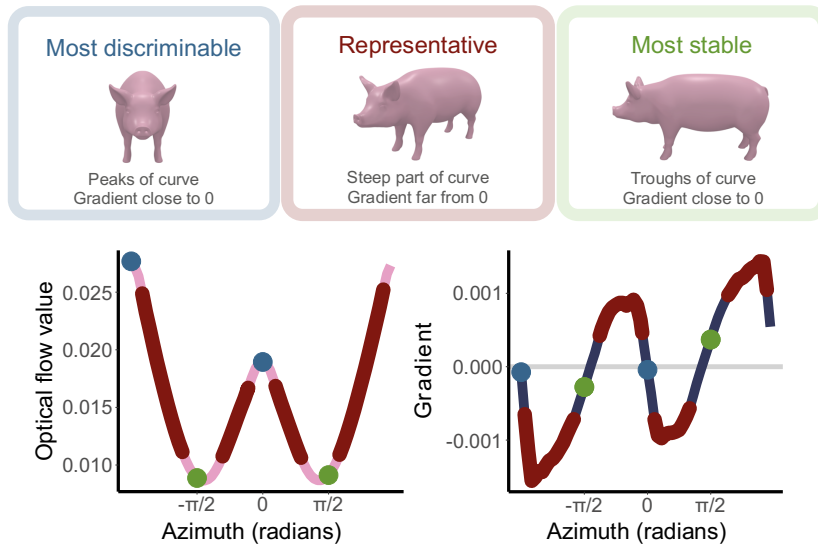 Most discriminable
Peaks of curve
Gradient close to 0
Representative
Steep part of curve
Gradient far from 0
Most stable
Troughs of curve
Gradient close to 0
Optical flow value
0.025
0.020
0.015
0.010
-π/2
0
π/2
Azimuth (radians)
Gradient
0.001
0.000
-0.001
-π/2
0
π/2
Azimuth (radians)